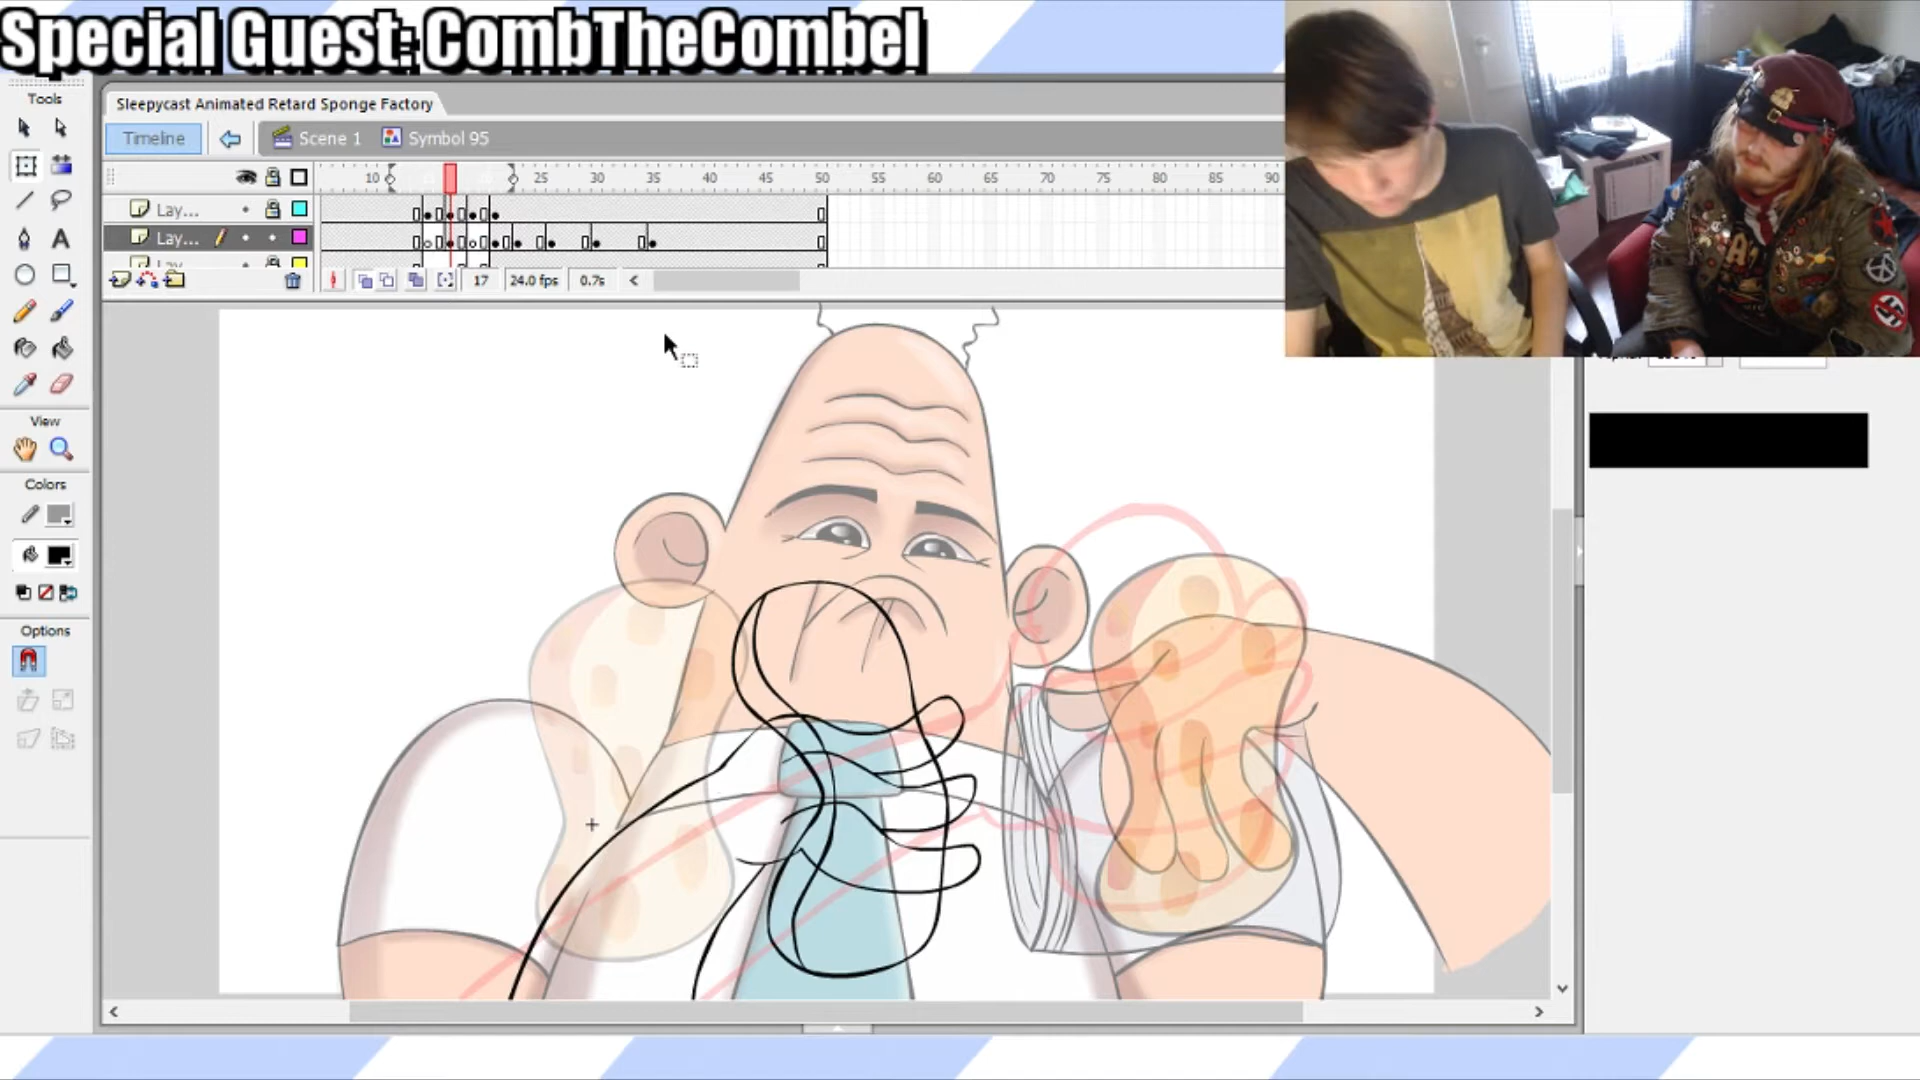 Special Guest: CombTheCombel
Tools
Sleepycast Animated Retard Sponge Factory
Timeline
Scene 1
Symbol 95
10
25 30 35 40 45 50 55 60 65 70 75 80 85 90
Lay...
Lay...
17 24.0 fps 0.7s
View
Colors
Options